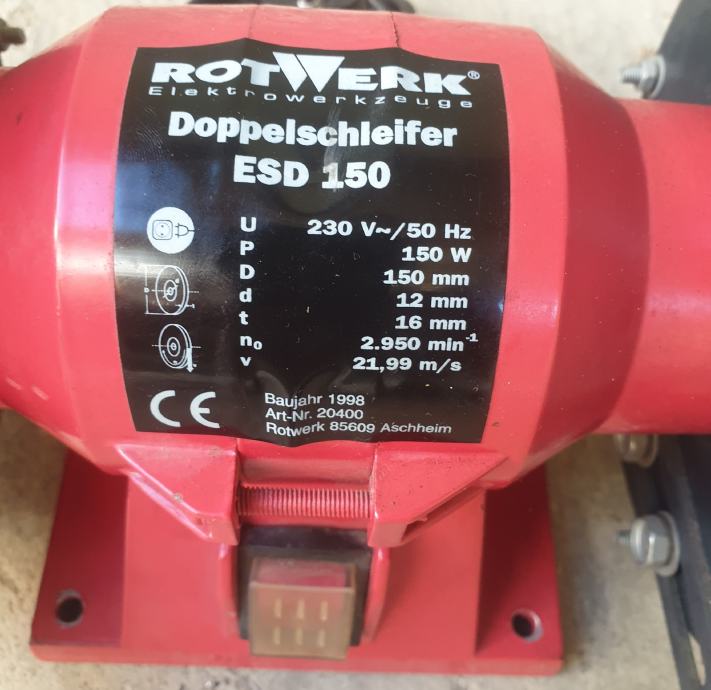 ROTWERK®
Elektrowerkzeuge
Doppelschleifer
ESD 150
U 230 V~/50 Hz
P 150 W
D 150 mm
d 12 mm
t 16 mm
n₀ 2.950 min⁻¹
v 21,99 m/s
CE
Baujahr 1998
Art-Nr. 20400
Rotwerk 85609 Aschheim